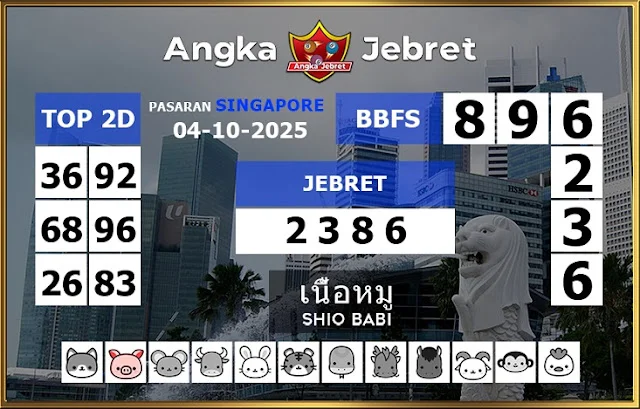 Angka Jebret
Angka Jebret
TOP 2D
PASARAN SINGAPORE
04-10-2025
BBFS
8 9 6
36 92
JEBRET
2
68 96
2 3 8 6
3
26 83
เนื้อหมู
6
SHIO BABI
HSBC